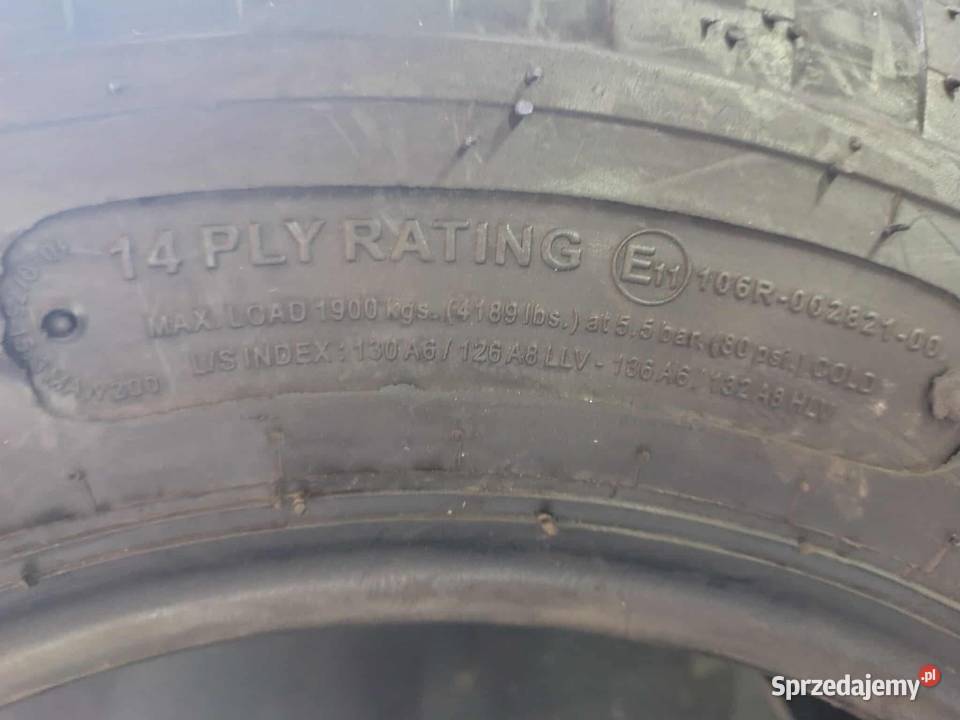 14 PLY RATING E11 106R-002821-00
MAX. LOAD 1900 kgs. (4189 lbs.) at 5.5 bar. (80 psi.) COLD
L/S INDEX : 130 A6 / 126 A8 LLV - 136 A6, 132 A8 HLV
Sprzedajemy.pl